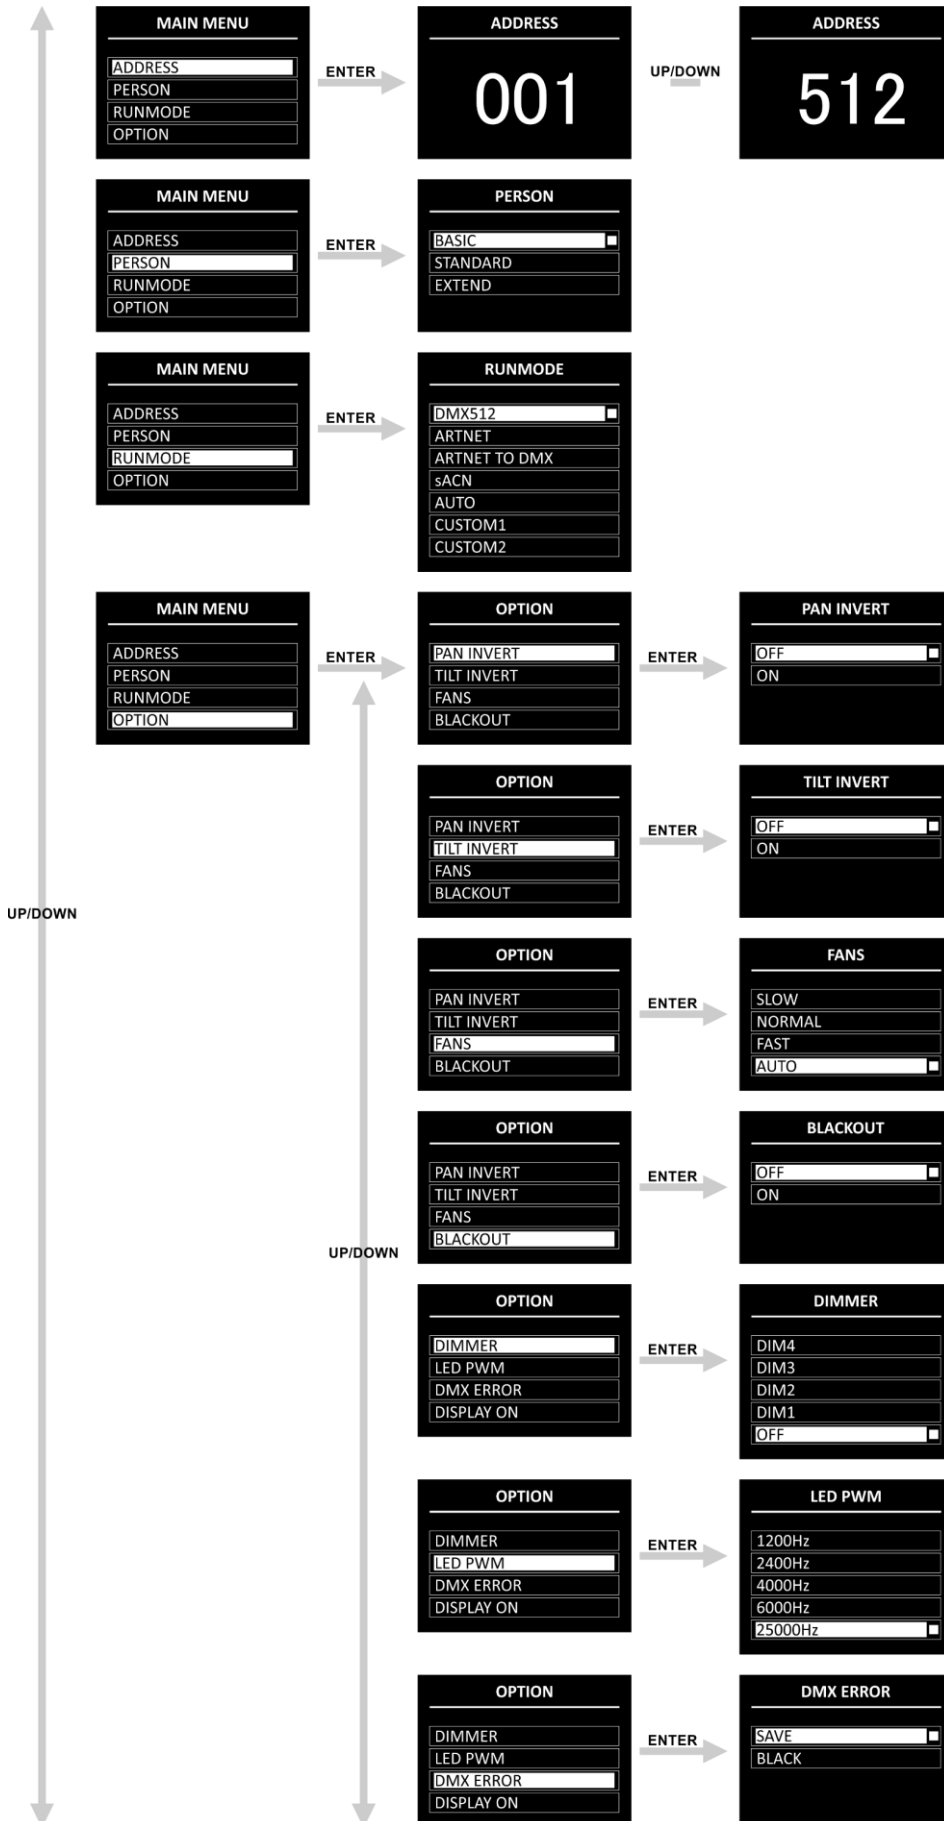 MAIN MENU
ADDRESS
PERSON
RUNMODE
OPTION
ENTER
ADDRESS
001
UP/DOWN
ADDRESS
512
MAIN MENU
ADDRESS
PERSON
RUNMODE
OPTION
ENTER
PERSON
BASIC
STANDARD
EXTEND
MAIN MENU
ADDRESS
PERSON
RUNMODE
OPTION
ENTER
RUNMODE
DMX512
ARTNET
ARTNET TO DMX
sACN
AUTO
CUSTOM1
CUSTOM2
MAIN MENU
ADDRESS
PERSON
RUNMODE
OPTION
ENTER
OPTION
PAN INVERT
TILT INVERT
FANS
BLACKOUT
ENTER
PAN INVERT
OFF
ON
OPTION
PAN INVERT
TILT INVERT
FANS
BLACKOUT
ENTER
TILT INVERT
OFF
ON
UP/DOWN
OPTION
PAN INVERT
TILT INVERT
FANS
BLACKOUT
ENTER
FANS
SLOW
NORMAL
FAST
AUTO
OPTION
PAN INVERT
TILT INVERT
FANS
BLACKOUT
ENTER
BLACKOUT
OFF
ON
UP/DOWN
OPTION
DIMMER
LED PWM
DMX ERROR
DISPLAY ON
ENTER
DIMMER
DIM4
DIM3
DIM2
DIM1
OFF
OPTION
DIMMER
LED PWM
DMX ERROR
DISPLAY ON
ENTER
LED PWM
1200Hz
2400Hz
4000Hz
6000Hz
25000Hz
OPTION
DIMMER
LED PWM
DMX ERROR
DISPLAY ON
ENTER
DMX ERROR
SAVE
BLACK